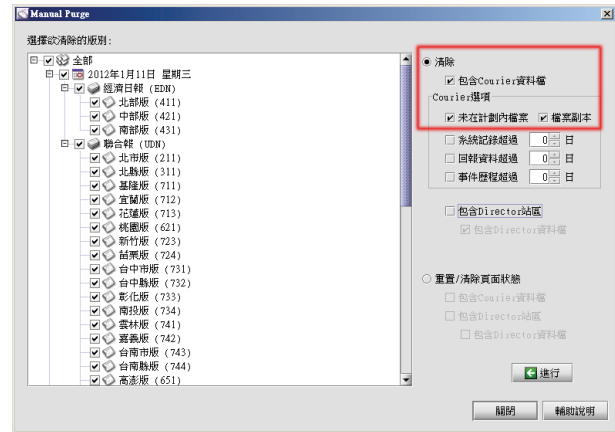 Manual Purge
選擇欲清除的版別:
全部
2012年1月11日 星期三
經濟日報 (EDN)
北部版 (411)
中部版 (421)
南部版 (431)
聯合報 (UDN)
北市版 (211)
北縣版 (311)
基隆版 (711)
宜蘭版 (712)
花蓮版 (713)
桃園版 (621)
新竹版 (723)
苗栗版 (724)
台中市版 (731)
台中縣版 (732)
彰化版 (733)
南投版 (734)
雲林版 (741)
嘉義版 (742)
台南市版 (743)
台南縣版 (744)
高澎版 (651)
清除
包含Courier資料檔
Courier選項
未在計劃內檔案 檔案副本
系統記錄超過 0 日
回報資料超過 0 日
事件歷程超過 0 日
包含Director站區
包含Director資料檔
重置/清除頁面狀態
包含Courier資料檔
包含Director站區
包含Director資料檔
進行
關閉 輔助說明